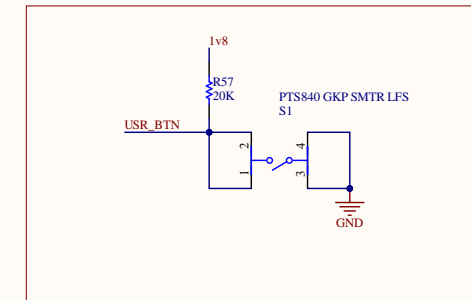 1v8
R57
20K
PTS840 GKP SMTR LFS
S1
USR_BTN
2
4
1
3
GND